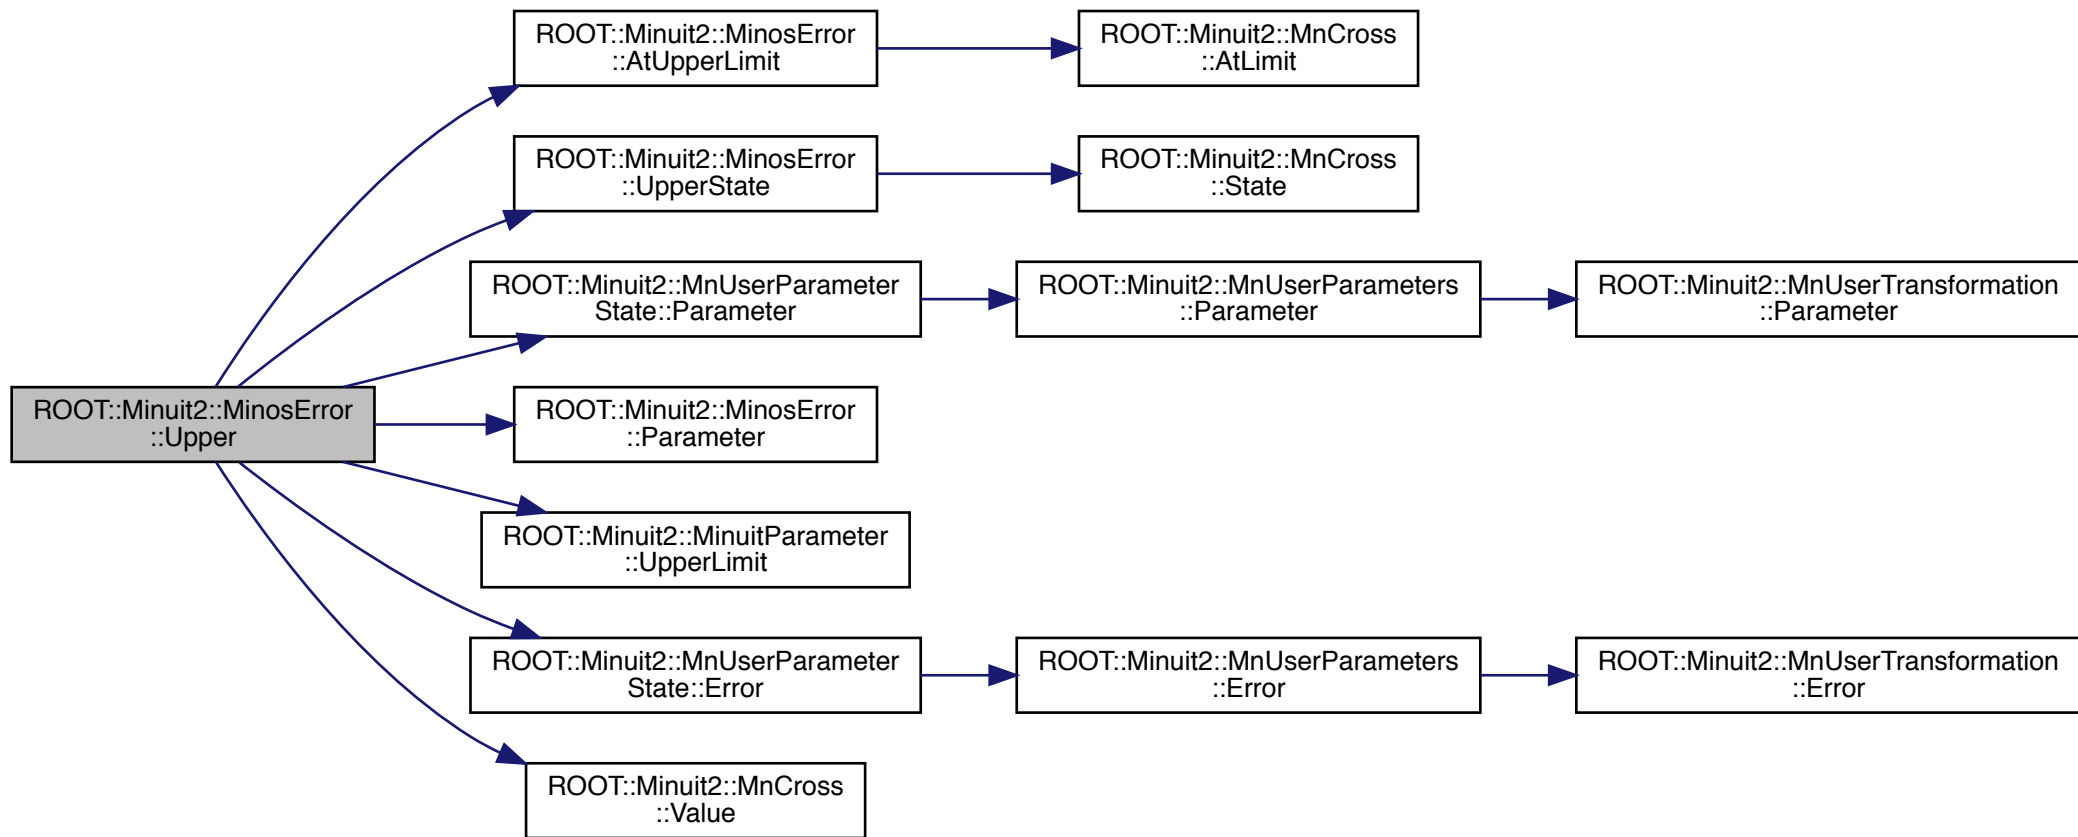 ROOT::Minuit2::MinosError
::AtUpperLimit
ROOT::Minuit2::MnCross
::AtLimit
ROOT::Minuit2::MinosError
::UpperState
ROOT::Minuit2::MnCross
::State
ROOT::Minuit2::MnUserParameter
State::Parameter
ROOT::Minuit2::MnUserParameters
::Parameter
ROOT::Minuit2::MnUserTransformation
::Parameter
ROOT::Minuit2::MinosError
::Upper
ROOT::Minuit2::MinosError
::Parameter
ROOT::Minuit2::MinuitParameter
::UpperLimit
ROOT::Minuit2::MnUserParameter
State::Error
ROOT::Minuit2::MnUserParameters
::Error
ROOT::Minuit2::MnUserTransformation
::Error
ROOT::Minuit2::MnCross
::Value